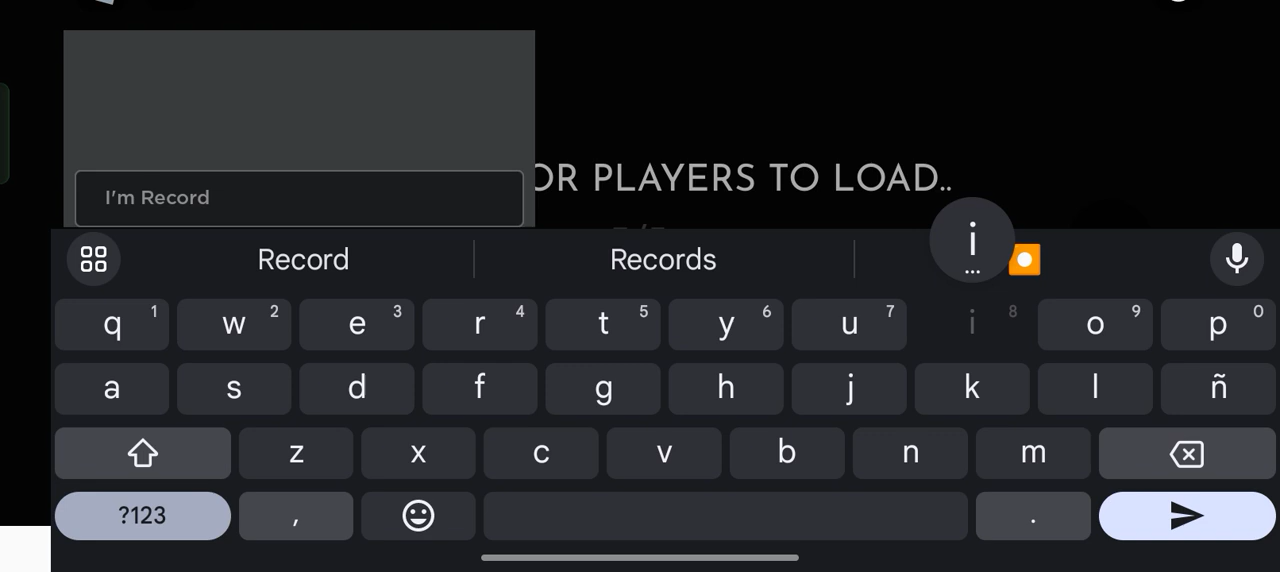 OR PLAYERS TO LOAD..
I'm Record
Record Records
i
...
q 1 w 2 e 3 r 4 t 5 y 6 u 7 i 8 o 9 p 0
a s d f g h j k l ñ
z x c v b n m
?123 , .